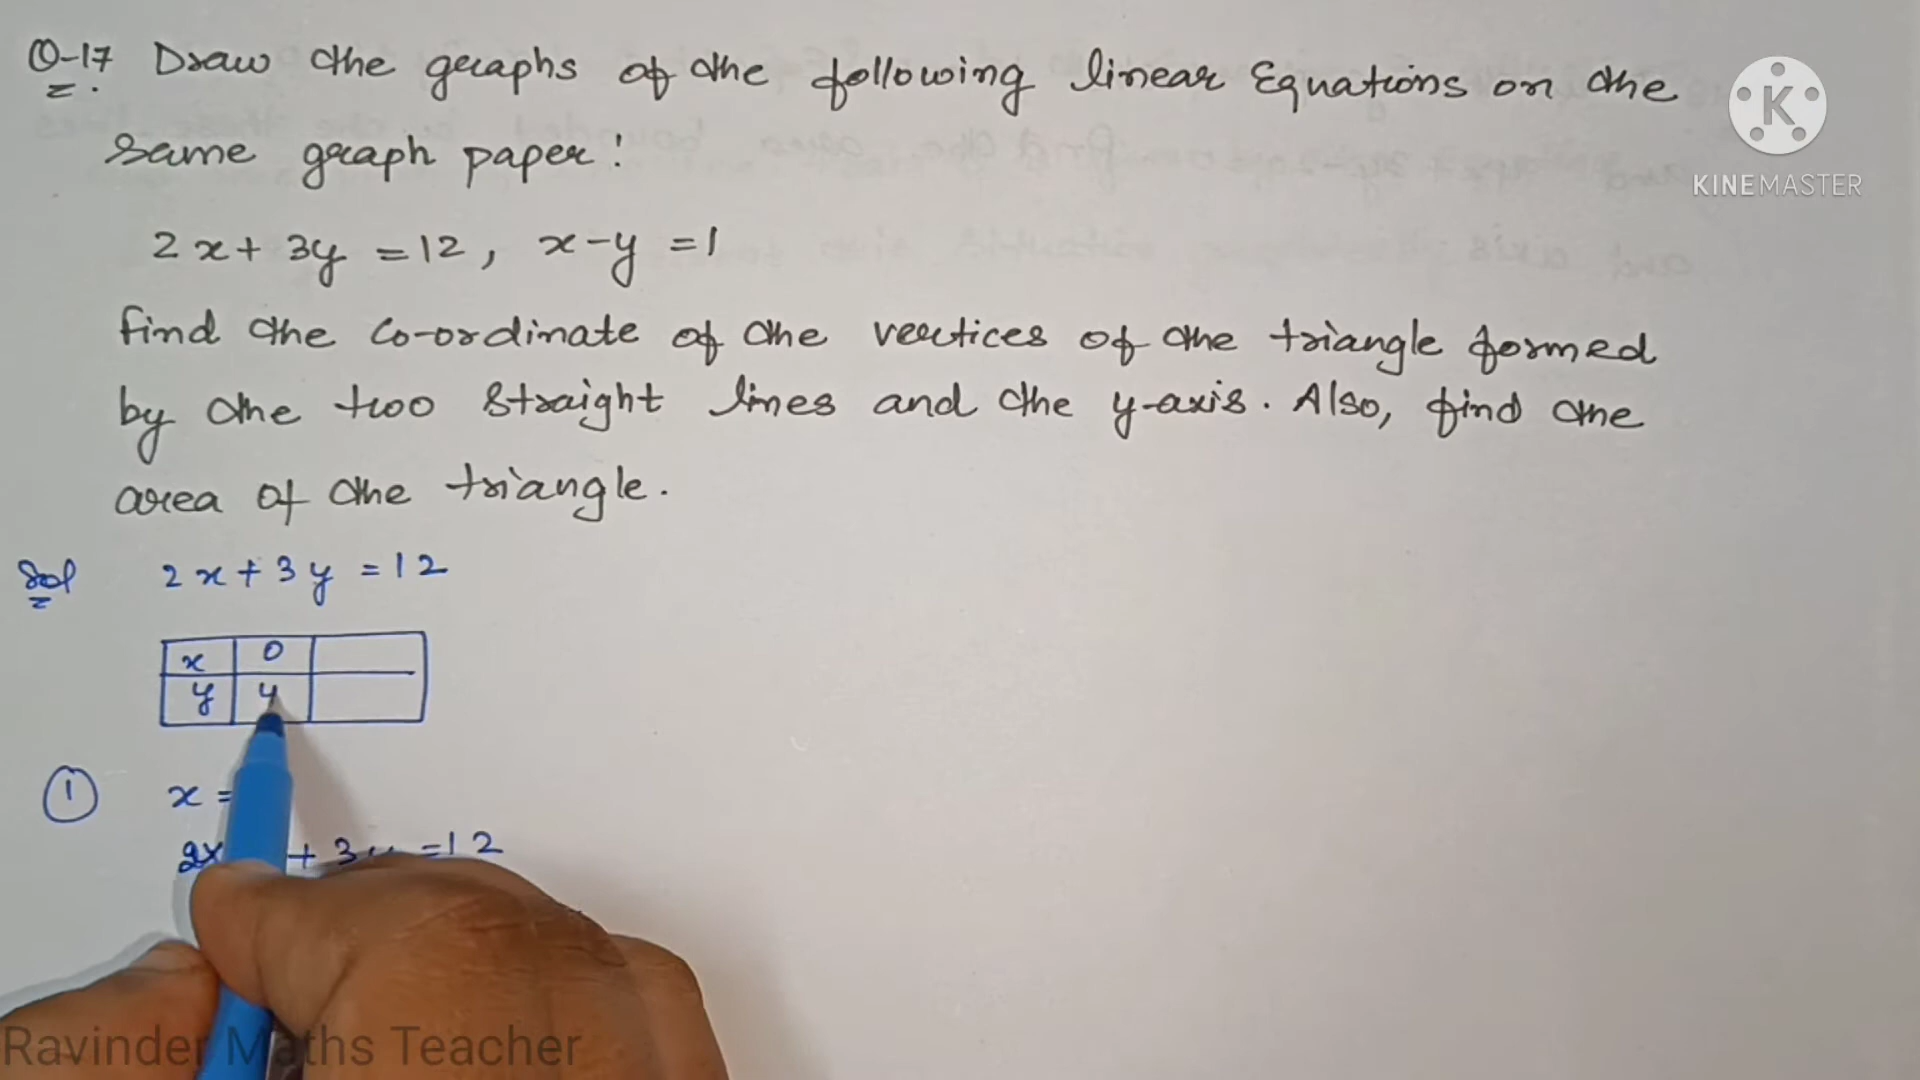 Q-17 Draw the graphs of the following linear Equations on the
same graph paper:
2x + 3y = 12, x - y = 1
find the Co-ordinate of the vertices of the triangle formed
by the two straight lines and the y-axis. Also, find the
area of the triangle.
Sol 2x + 3y = 12
x 0
y 4
① x =
2x + 3y = 12
K
KINEMASTER
Ravinder Maths Teacher